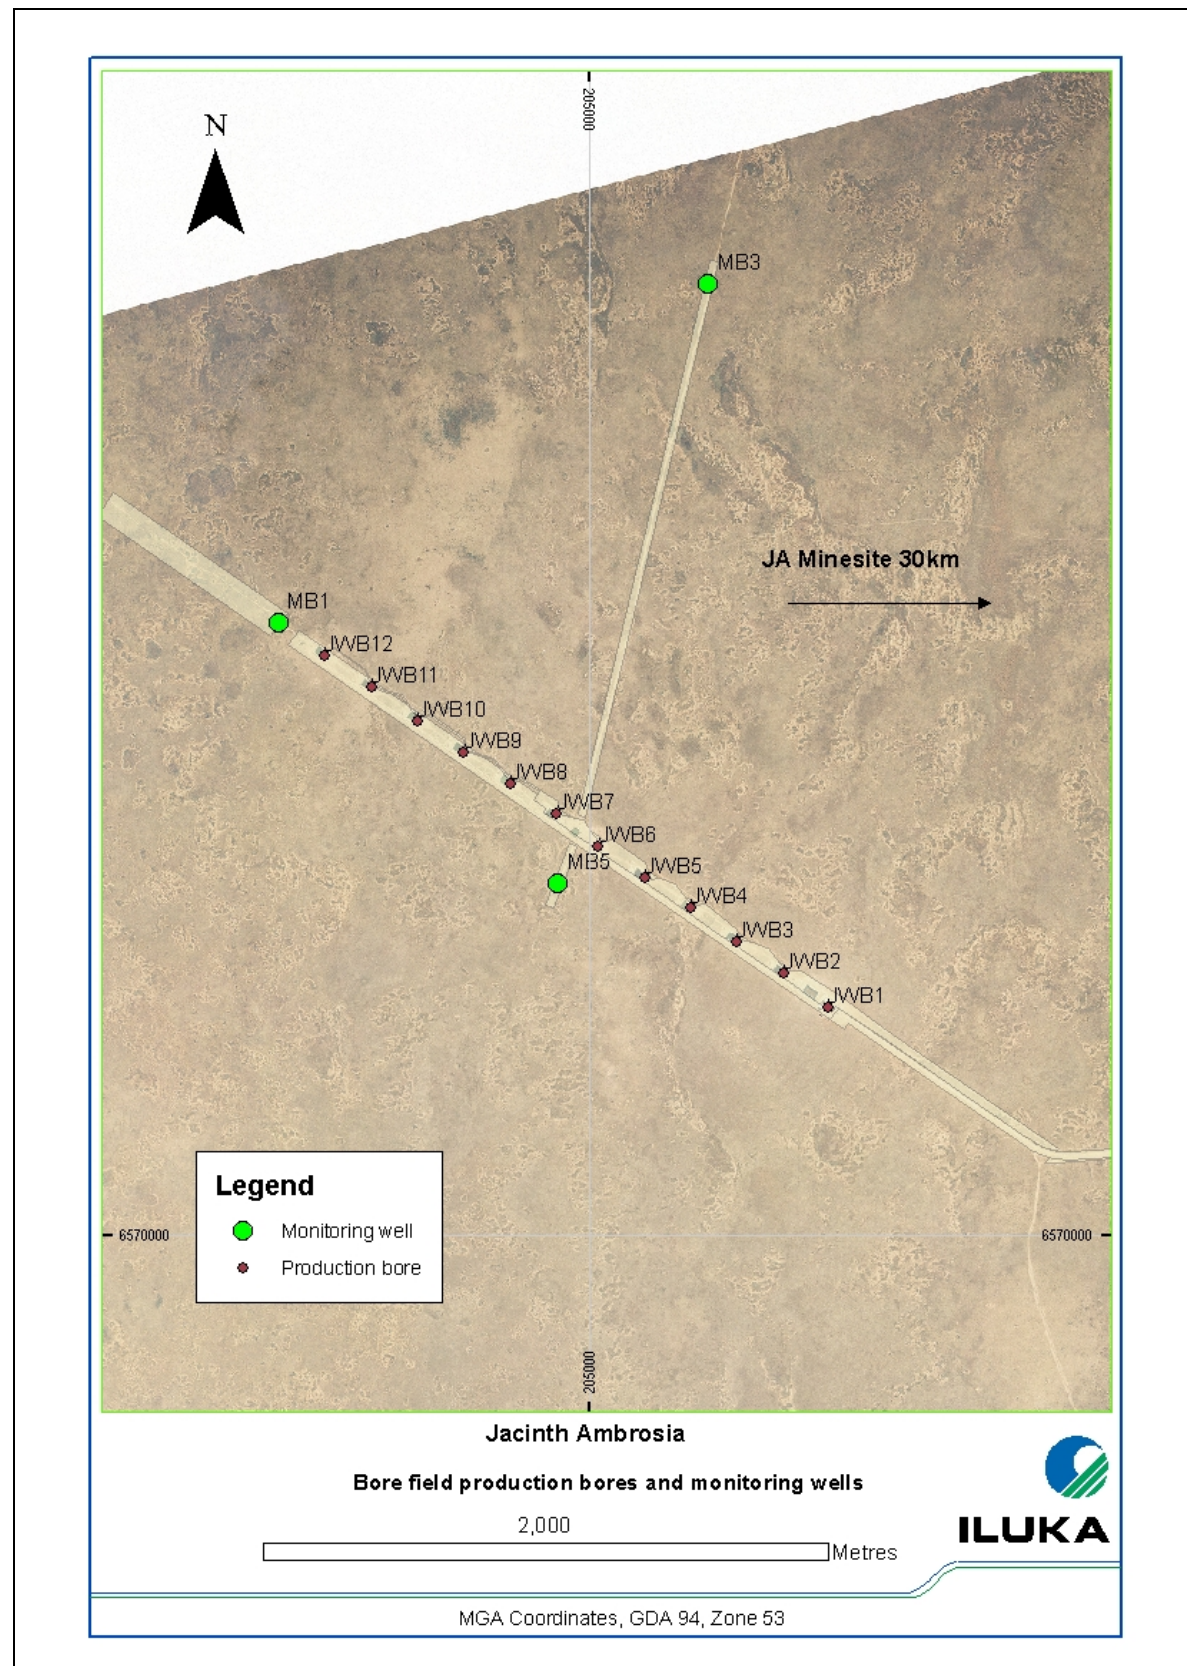 205000
N
MB3
JA Minesite 30km
MB1
JWB12
JWB11
JWB10
JWB9
JWB8
JWB7
JWB6
MB5
JWB5
JWB4
JWB3
JWB2
JWB1
Legend
Monitoring well
Production bore
6570000
6570000
205000
Jacinth Ambrosia
Bore field production bores and monitoring wells
2,000
Metres
ILUKA
MGA Coordinates, GDA 94, Zone 53